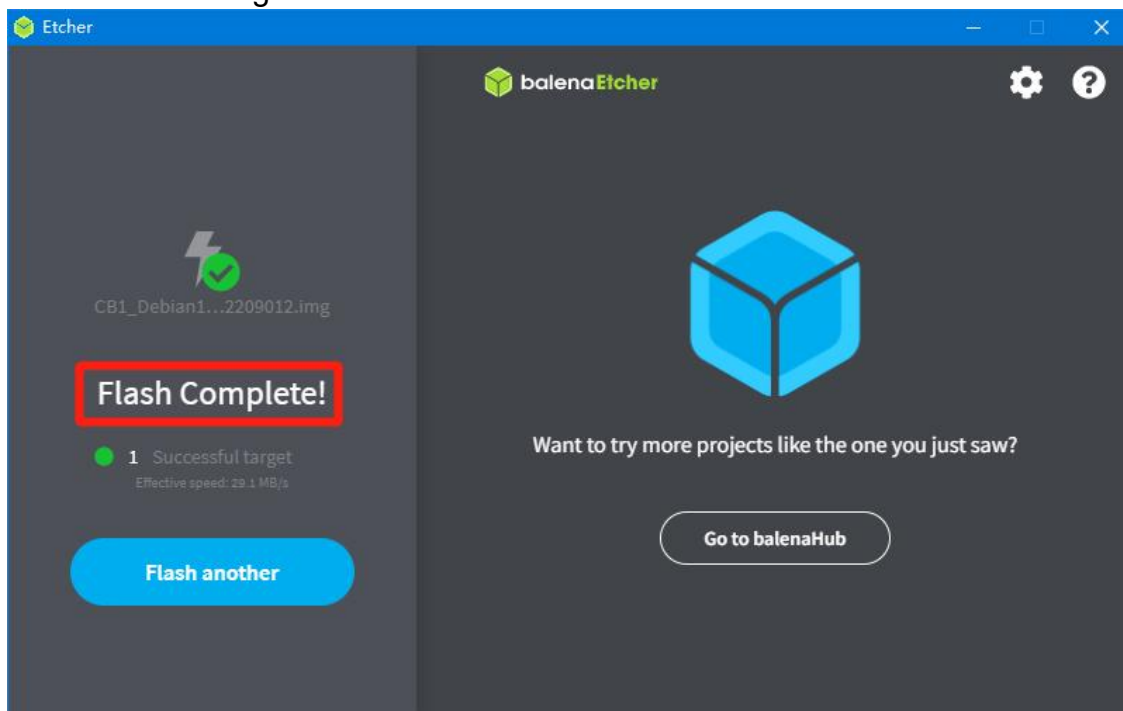 Etcher
balenaEtcher
CB1_Debian1...2209012.img
Flash Complete!
1 Successful target
Effective speed: 29.1 MB/s
Flash another
Want to try more projects like the one you just saw?
Go to balenaHub